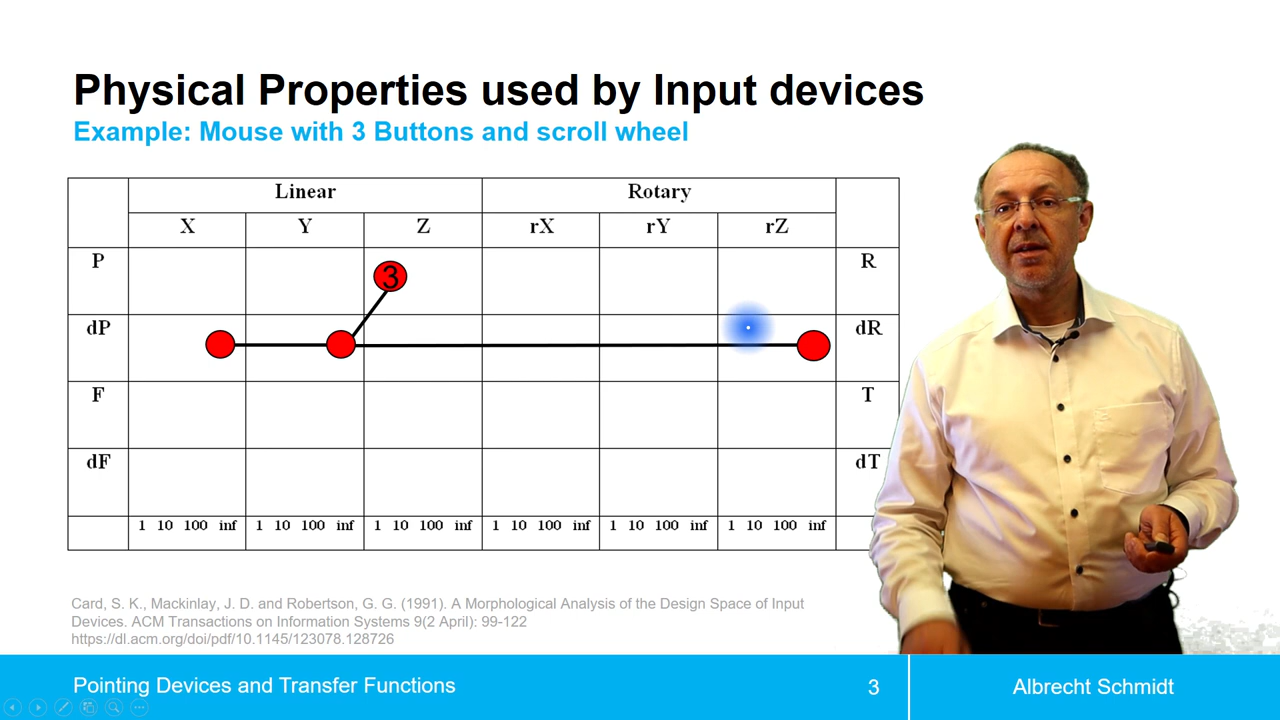 Physical Properties used by Input devices
Example: Mouse with 3 Buttons and scroll wheel
Linear Rotary
X Y Z rX rY rZ
P 3 R
dP dR
F T
dF dT
1 10 100 inf 1 10 100 inf 1 10 100 inf 1 10 100 inf 1 10 100 inf 1 10 100 inf
Card, S. K., Mackinlay, J. D. and Robertson, G. G. (1991). A Morphological Analysis of the Design Space of Input
Devices. ACM Transactions on Information Systems 9(2 April): 99-122
https://dl.acm.org/doi/pdf/10.1145/123078.128726
Pointing Devices and Transfer Functions 3 Albrecht Schmidt